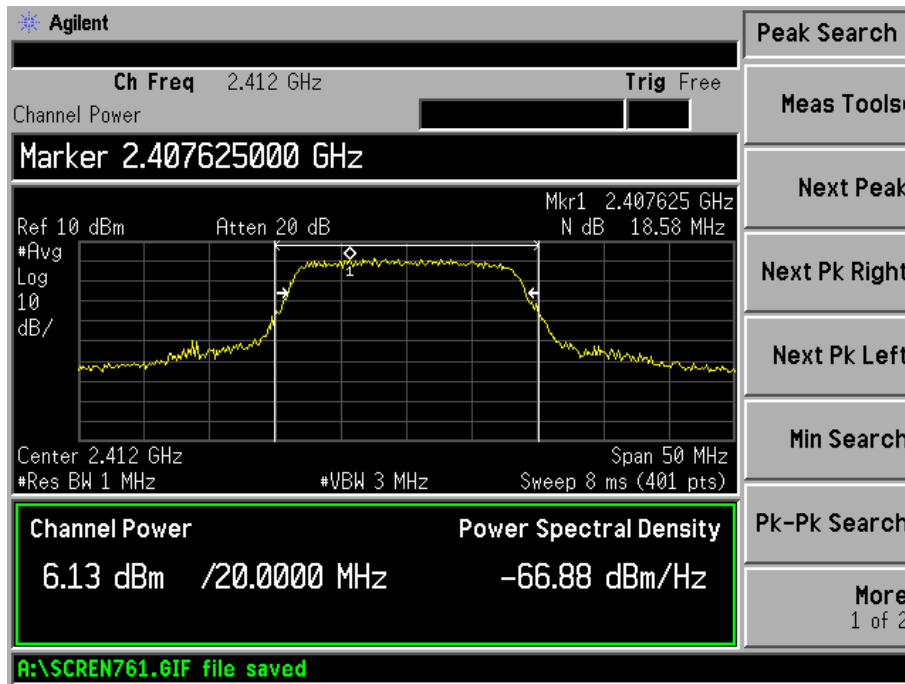 Agilent
Peak Search
Ch Freq 2.412 GHz Trig Free
Channel Power
Meas Tools
Marker 2.407625000 GHz
Next Peak
Mkr1 2.407625 GHz
Ref 10 dBm Atten 20 dB N dB 18.58 MHz
#Avg
Log
10
dB/
1
Next Pk Right
Next Pk Left
Center 2.412 GHz Span 50 MHz
#Res BW 1 MHz #VBW 3 MHz Sweep 8 ms (401 pts)
Min Search
Channel Power Power Spectral Density
6.13 dBm /20.0000 MHz -66.88 dBm/Hz
Pk-Pk Search
More
1 of 2
A:\SCREN761.GIF file saved